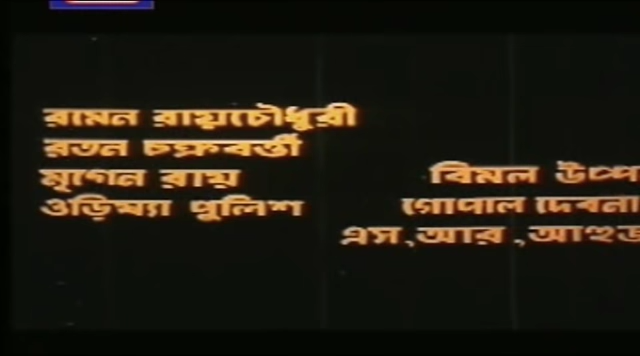 রমেন রায়চৌধুরী
রতন চক্রবর্ত্তী
মৃগেন রায়
ওড়িষ্যা পুলিশ
বিমল
গোপাল
এস,আর,